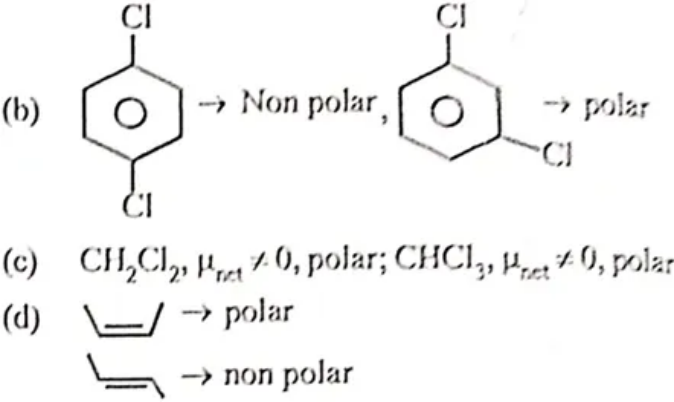 Cl Cl
(b) → Non polar, → polar
Cl
Cl
(c) CH₂Cl₂, μₙₑₜ ≠ 0, polar; CHCl₃, μₙₑₜ ≠ 0, polar
(d) → polar
→ non polar